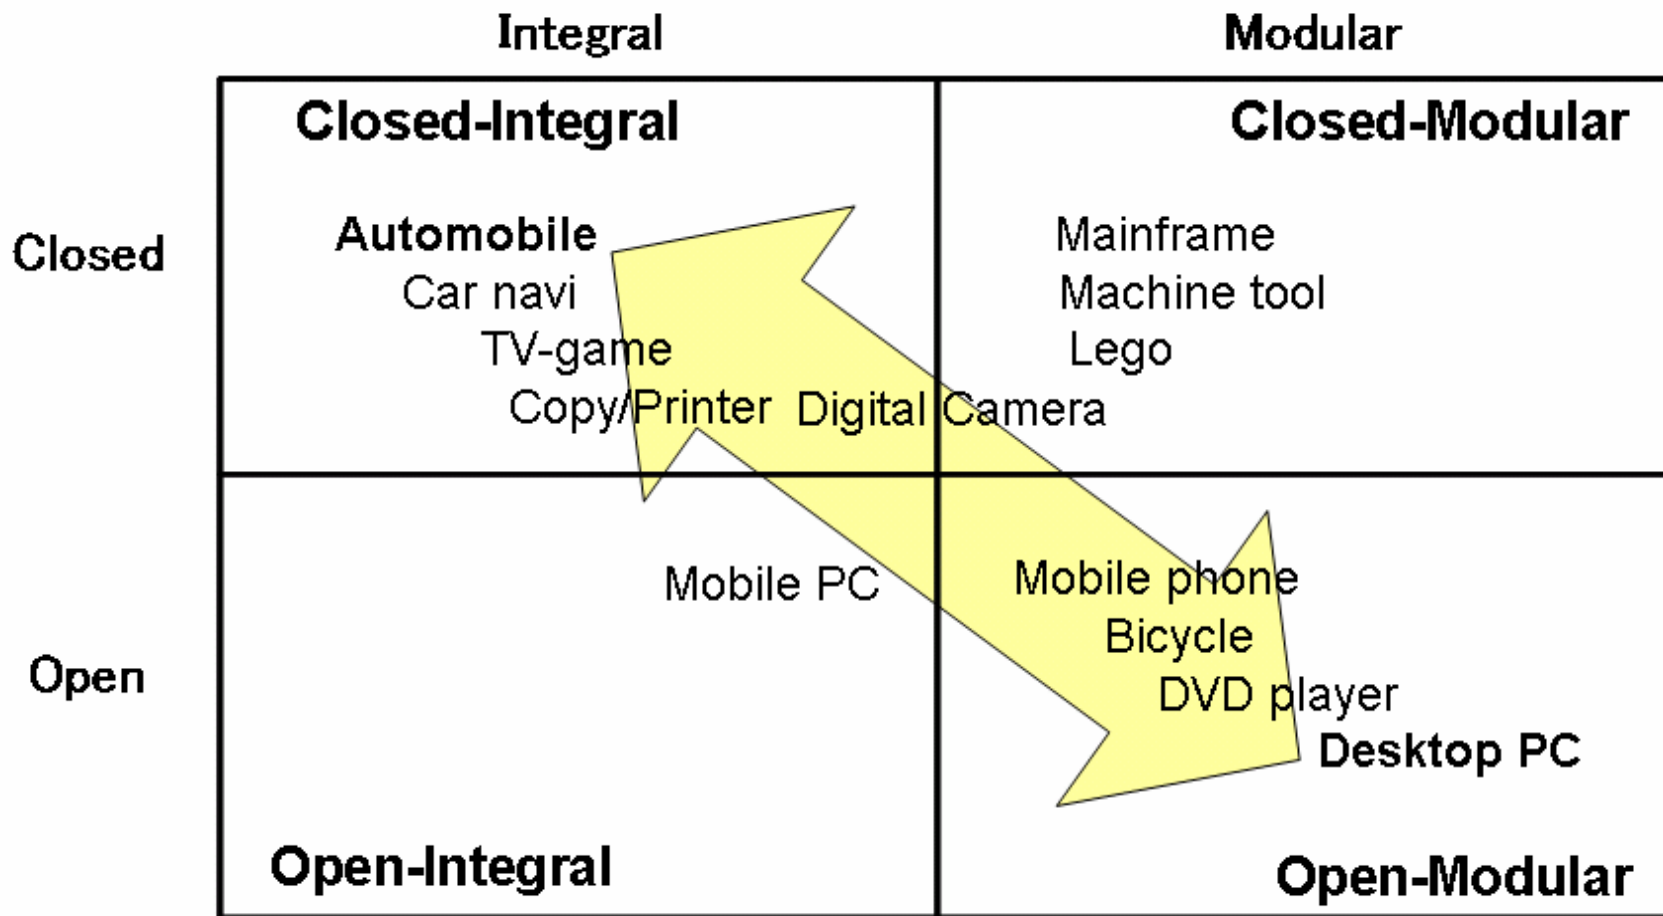 Integral
Modular
Closed-Integral
Closed-Modular
Closed
Automobile
Car navi
TV-game
Copy/Printer
Digital Camera
Mainframe
Machine tool
Lego
Open
Mobile PC
Mobile phone
Bicycle
DVD player
Desktop PC
Open-Integral
Open-Modular